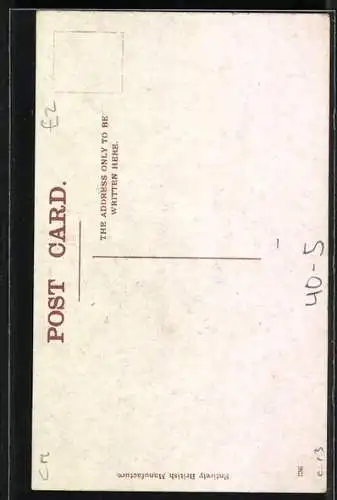 POST CARD.
THE ADDRESS ONLY TO BE
WRITTEN HERE.
£2
40-5
Entirely British Manufacture